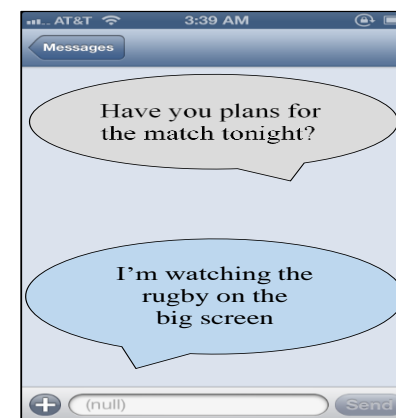 AT&T 3:39 AM
Messages
Have you plans for
the match tonight?
I'm watching the
rugby on the
big screen
(null)
Send